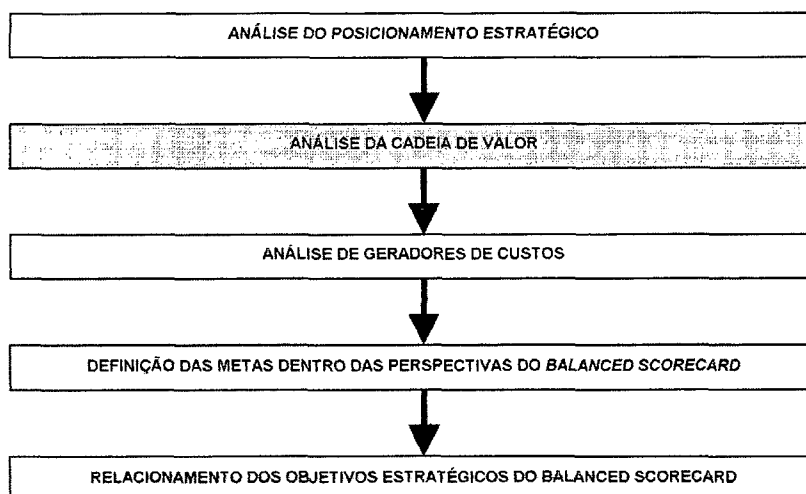 ANÁLISE DO POSICIONAMENTO ESTRATÉGICO
ANÁLISE DA CADEIA DE VALOR
ANÁLISE DE GERADORES DE CUSTOS
DEFINIÇÃO DAS METAS DENTRO DAS PERSPECTIVAS DO BALANCED SCORECARD
RELACIONAMENTO DOS OBJETIVOS ESTRATÉGICOS DO BALANCED SCORECARD